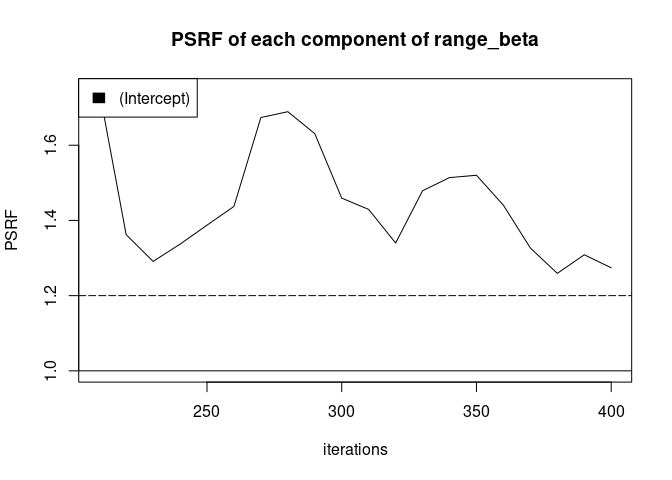 PSRF of each component of range_beta
(Intercept)
PSRF
1.6
1.4
1.2
1.0
250 300 350 400
iterations